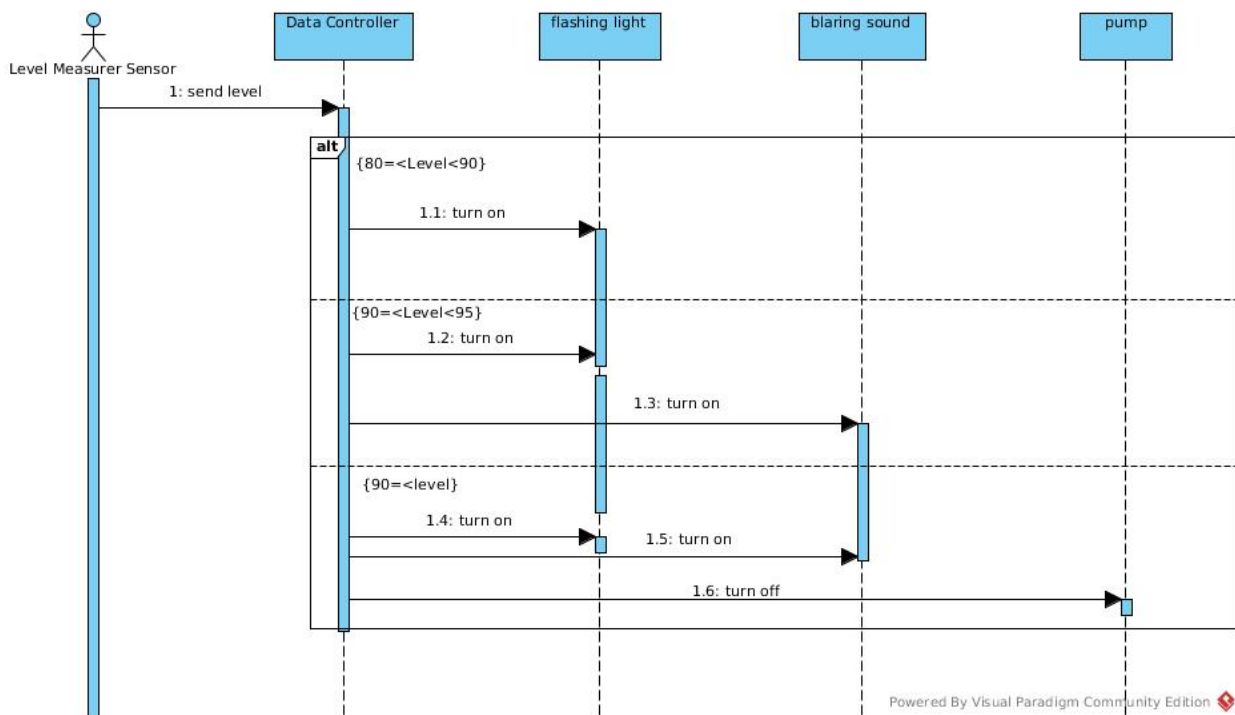 Data Controller
flashing light
blaring sound
pump
Level Measurer Sensor
1: send level
alt
{80=<Level<90}
1.1: turn on
{90=<Level<95}
1.2: turn on
1.3: turn on
{90=<level}
1.4: turn on
1.5: turn on
1.6: turn off
Powered By Visual Paradigm Community Edition